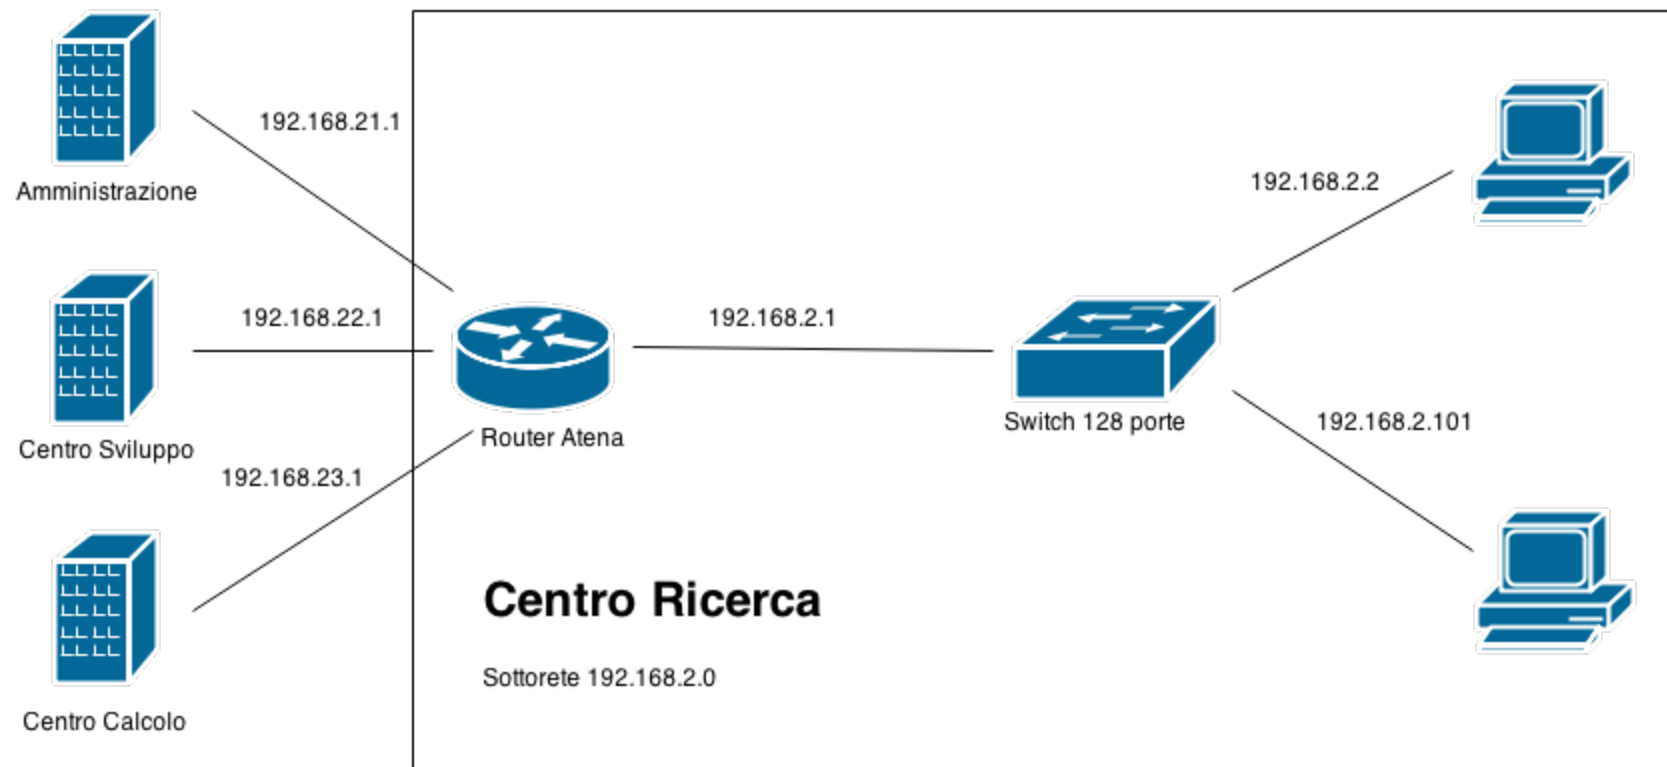 192.168.21.1
Amministrazione
192.168.2.2
192.168.22.1
192.168.2.1
Centro Sviluppo
Router Atena
Switch 128 porte
192.168.2.101
192.168.23.1
Centro Ricerca
Sottorete 192.168.2.0
Centro Calcolo